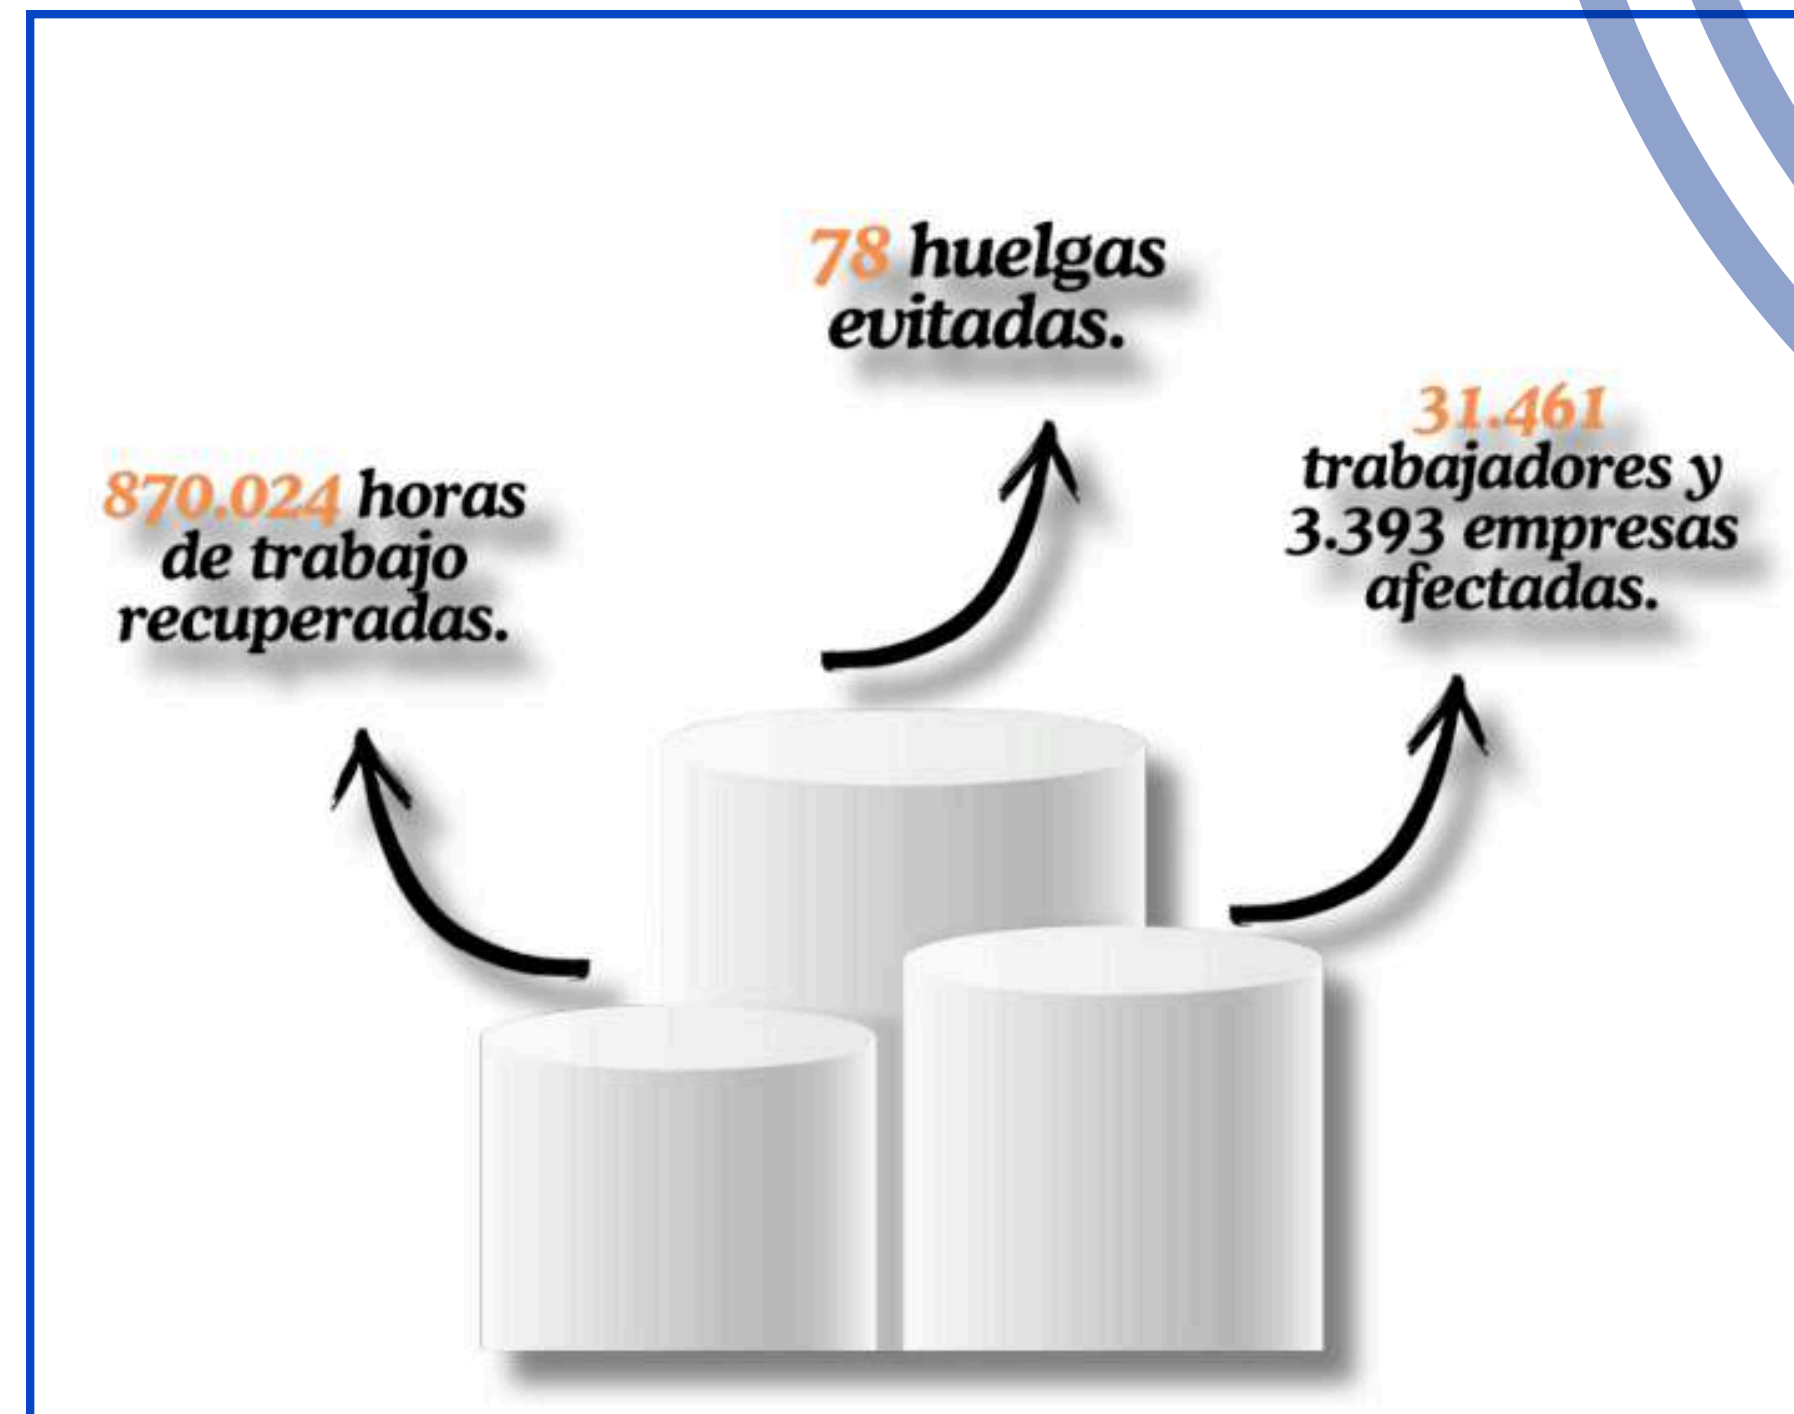 78 huelgas
evitadas.
870.024 horas
de trabajo
recuperadas.
31.461
trabajadores y
3.393 empresas
afectadas.